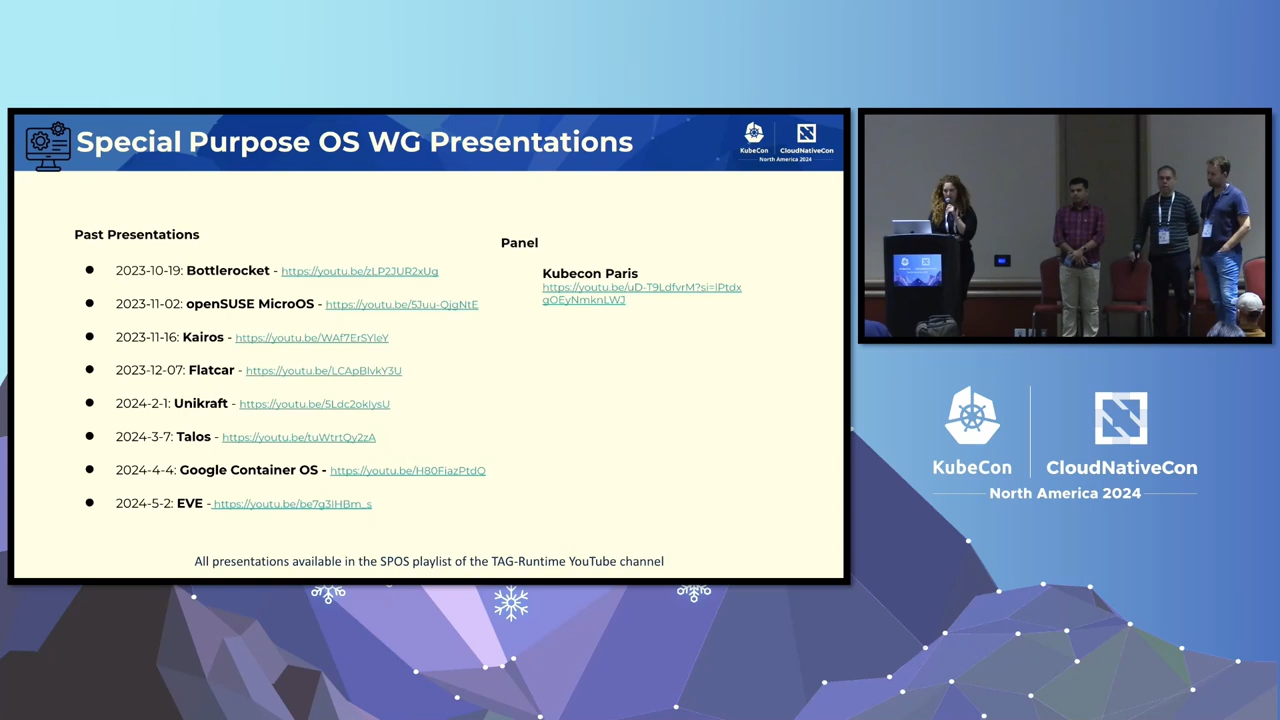 Special Purpose OS WG Presentations
KubeCon
CloudNativeCon
North America 2024
Past Presentations
2023-10-19: Bottlerocket - https://youtu.be/zLP2JUR2xUg
2023-11-02: openSUSE MicroOS - https://youtu.be/5Juu-QjgNtE
2023-11-16: Kairos - https://youtu.be/WAf7ErSYleY
2023-12-07: Flatcar - https://youtu.be/LCApBlvkY3U
2024-2-1: Unikraft - https://youtu.be/5Ldc2okIysU
2024-3-7: Talos - https://youtu.be/tuWtrtQy2zA
2024-4-4: Google Container OS - https://youtu.be/H80FiazPtdQ
2024-5-2: EVE - https://youtu.be/be7g3IHBm_s
Panel
Kubecon Paris
https://youtu.be/uD-T9LdfvrM?si=lPtdx
gOEyNmknLWJ
All presentations available in the SPOS playlist of the TAG-Runtime YouTube channel
KubeCon
CloudNativeCon
North America 2024